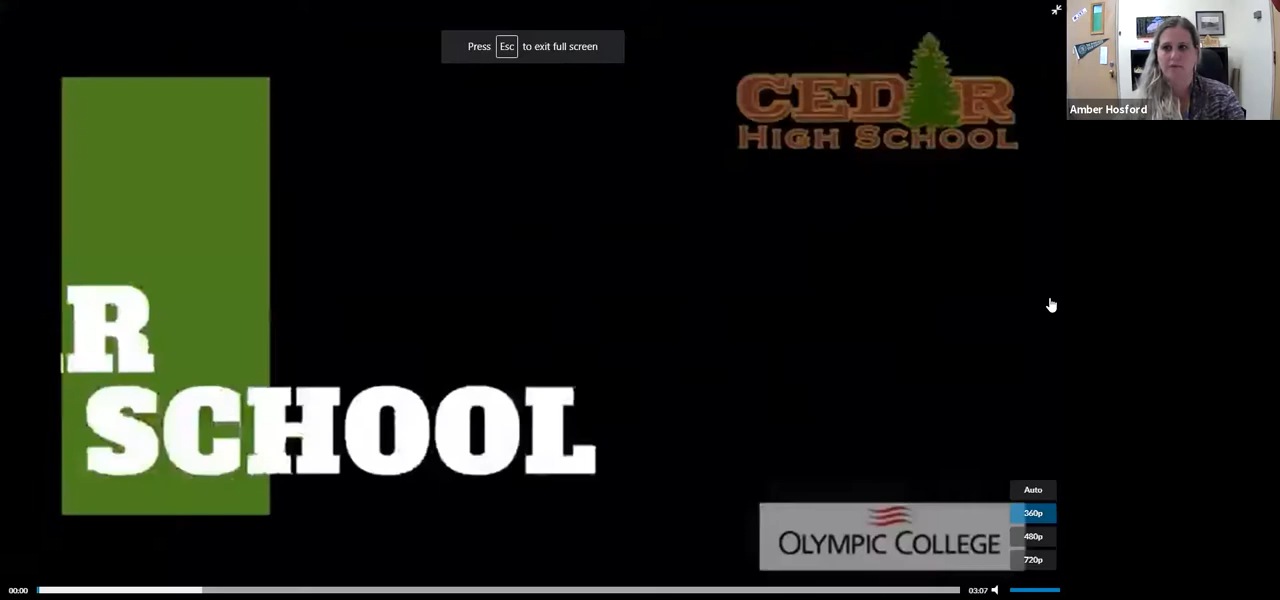 Press Esc to exit full screen
CEDAR
HIGH SCHOOL
Amber Hosford
R
SCHOOL
OLYMPIC COLLEGE
Auto
360p
480p
720p
00:00
03:07